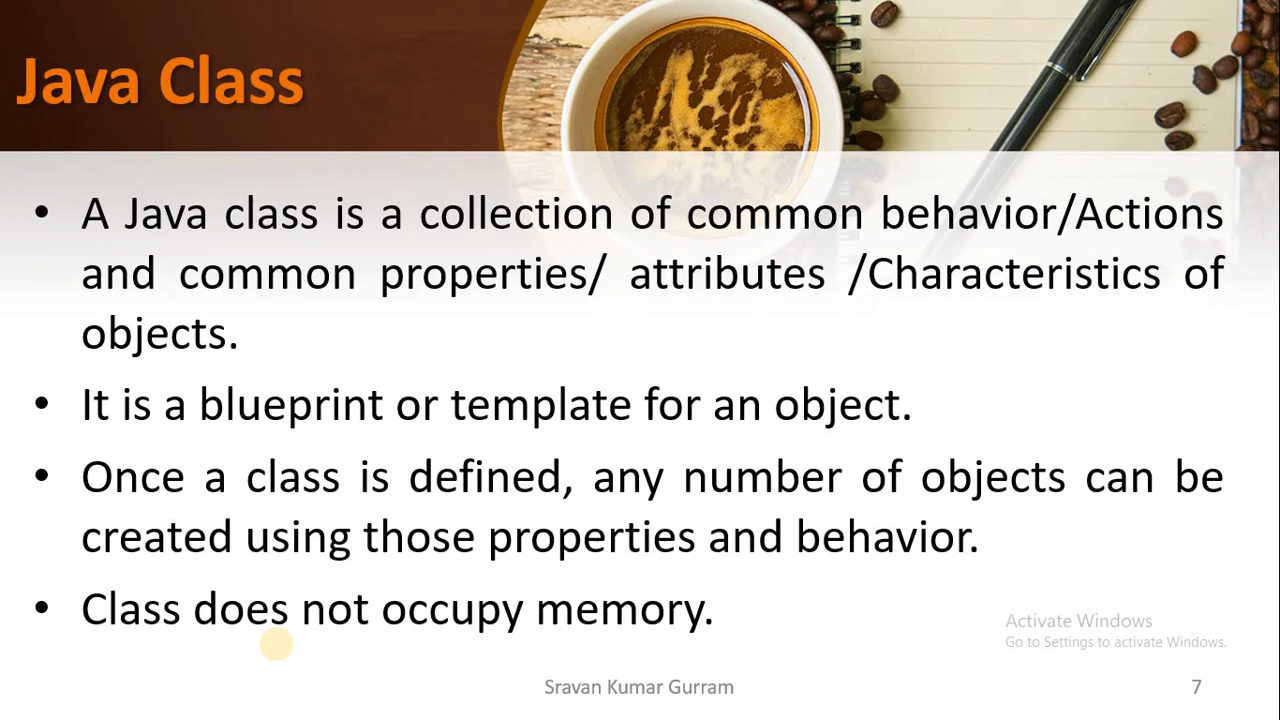 Java Class
• A Java class is a collection of common behavior/Actions
and common properties/ attributes /Characteristics of
objects.
• It is a blueprint or template for an object.
• Once a class is defined, any number of objects can be
created using those properties and behavior.
• Class does not occupy memory.
Activate Windows
Go to Settings to activate Windows.
Sravan Kumar Gurram
7